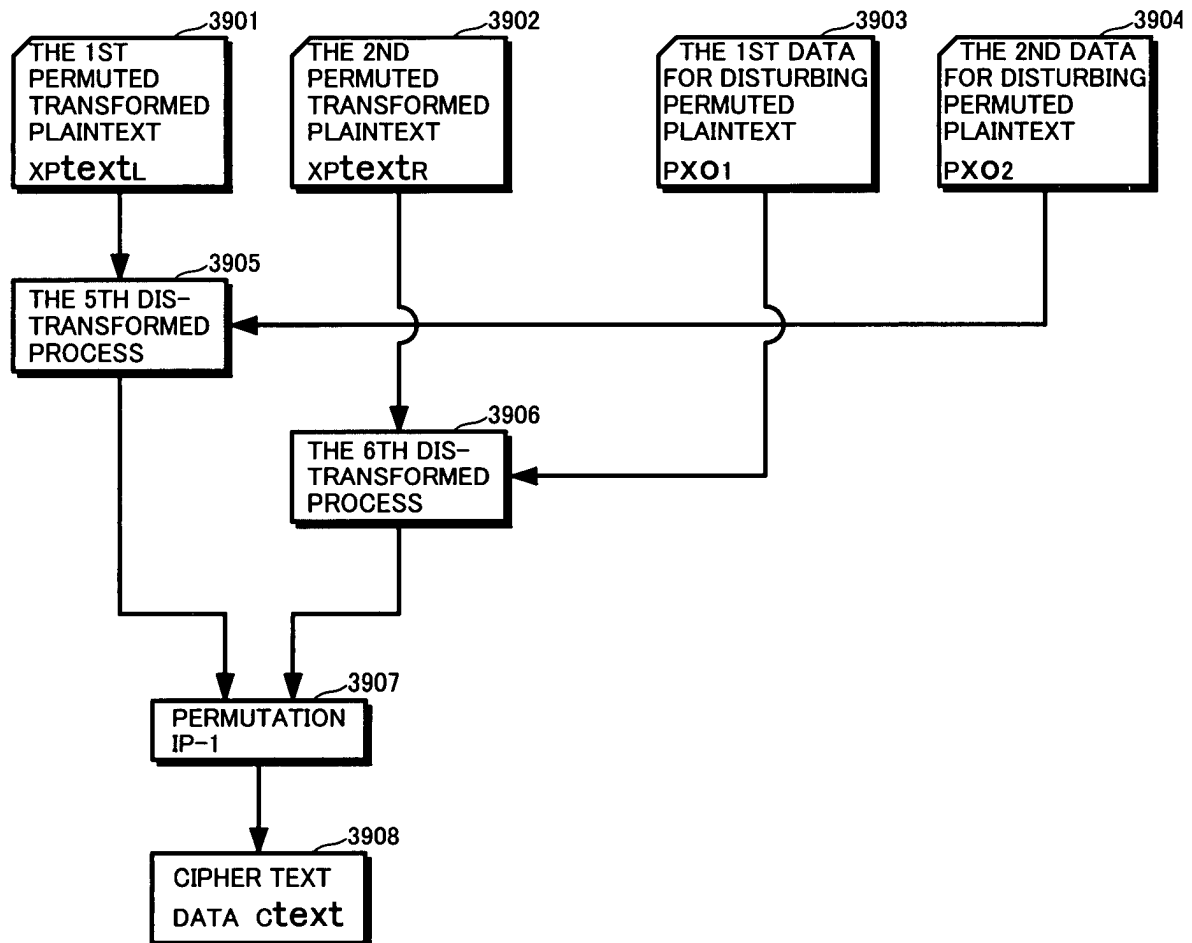 3901
THE 1ST
PERMUTED
TRANSFORMED
PLAINTEXT
XPtextL
3902
THE 2ND
PERMUTED
TRANSFORMED
PLAINTEXT
XPtextR
3903
THE 1ST DATA
FOR DISTURBING
PERMUTED
PLAINTEXT
PXO1
3904
THE 2ND DATA
FOR DISTURBING
PERMUTED
PLAINTEXT
PXO2
3905
THE 5TH DIS-
TRANSFORMED
PROCESS
3906
THE 6TH DIS-
TRANSFORMED
PROCESS
3907
PERMUTATION
IP-1
3908
CIPHER TEXT
DATA Ctext